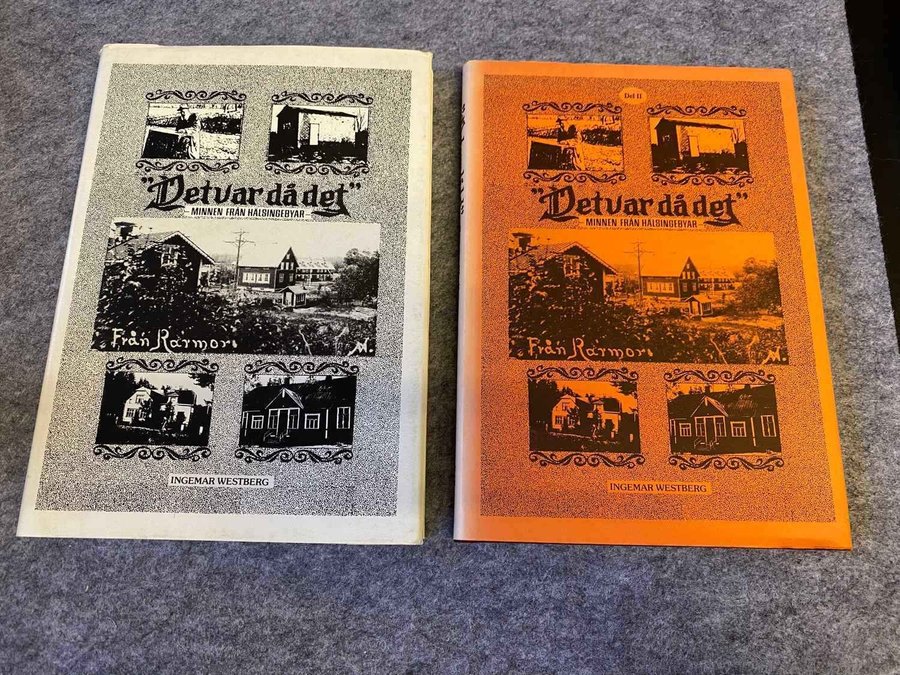 "Det var då det"
MINNEN FRÅN HÄLSINGEBYAR
Från Rarmor.
INGEMAR WESTBERG
Del II
"Det var då det"
MINNEN FRÅN HÄLSINGEBYAR
Från Rarmor.
INGEMAR WESTBERG